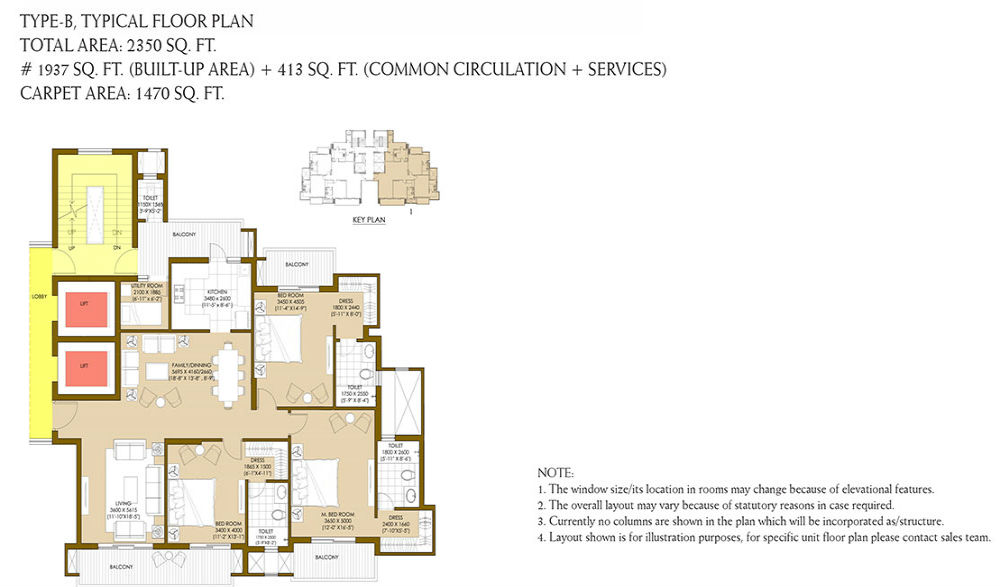 TYPE-B, TYPICAL FLOOR PLAN
TOTAL AREA: 2350 SQ. FT.
# 1937 SQ. FT. (BUILT-UP AREA) + 413 SQ. FT. (COMMON CIRCULATION + SERVICES)
CARPET AREA: 1470 SQ. FT.
KEY PLAN
1
TOILET
1150 X 1565
3'-9"X5'-2"
BALCONY
UP
DN
UP
DN
LOBBY
LIFT
LIFT
UTILITY ROOM
2100 X 1885
(6'-11" x 6'-2")
KITCHEN
3480 x 2600
(11'-5" x 8'-6")
BALCONY
BED ROOM
3450 X 4505
(11'-4"X14'-9")
DRESS
1800 X 2440
(5'-11" X 8'-0")
FAMILY/DINNING
5695 X 4160/2660
(18'-8" X 13'-8", 8'-9")
TOILET
1750 X 2550
(5'-9" X 8'-4")
TOILET
1800 X 2600
(5'-11" X 8'-6")
DRESS
1865 X 1500
(6'-1"X4'-11")
LIVING
3600 X 5615
(11'-10"X18'-5")
BED ROOM
3400 X 4000
(11'-2" X 13'-1")
TOILET
1750 X 2500
(5'-9"X8'-2")
M. BED ROOM
3650 X 5000
(12'-0" X 16'-5")
DRESS
2400 X 1660
(7'-10"X5'-5")
BALCONY
BALCONY
NOTE:
1. The window size/its location in rooms may change because of elevational features.
2. The overall layout may vary because of statutory reasons in case required.
3. Currently no columns are shown in the plan which will be incorporated as/structure.
4. Layout shown is for illustration purposes, for specific unit floor plan please contact sales team.